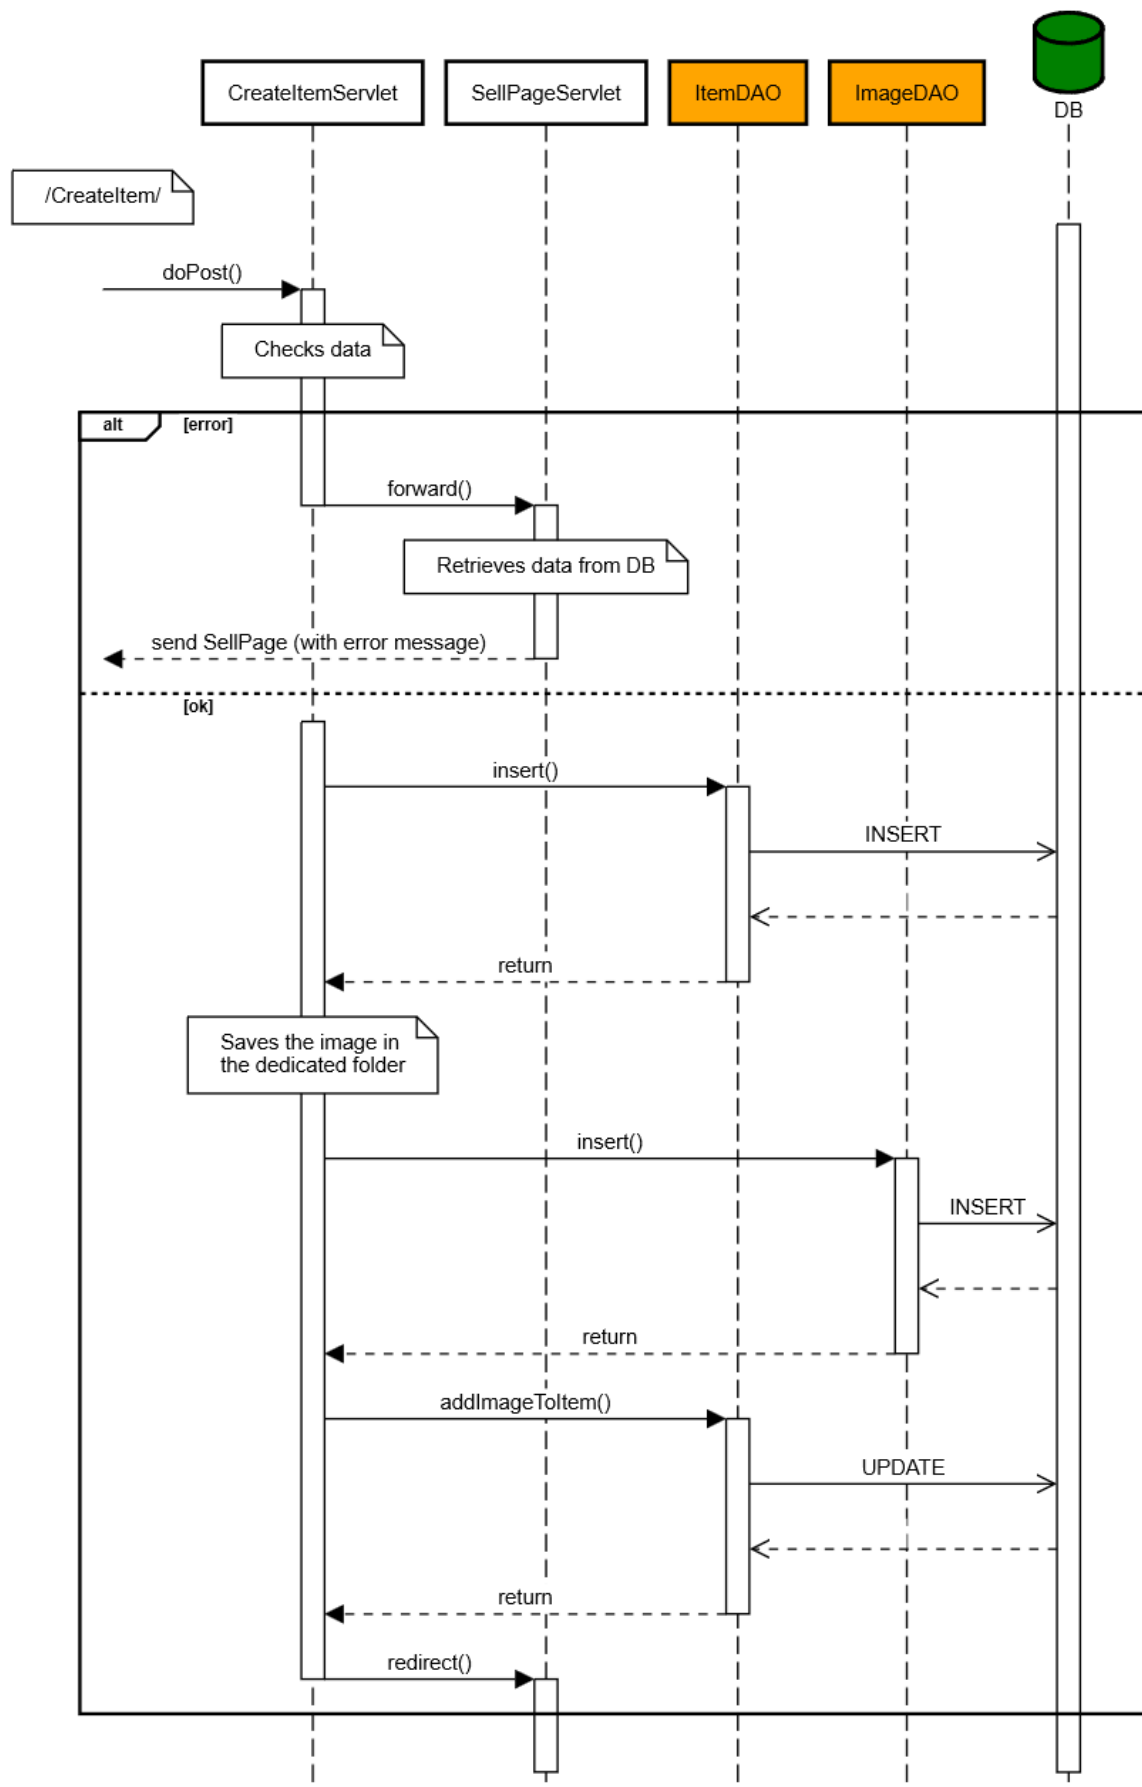 CreateItemServlet
SellPageServlet
ItemDAO
ImageDAO
DB
/CreateItem/
doPost()
Checks data
alt
[error]
forward()
Retrieves data from DB
send SellPage (with error message)
[ok]
insert()
INSERT
return
Saves the image in
the dedicated folder
insert()
INSERT
return
addImageToItem()
UPDATE
return
redirect()